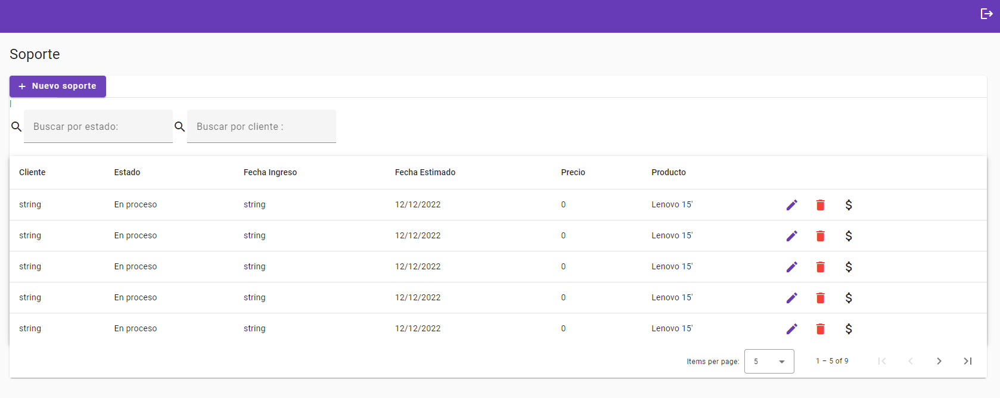 Soporte
+ Nuevo soporte
Buscar por estado: Buscar por cliente :
Cliente Estado Fecha Ingreso Fecha Estimado Precio Producto
string En proceso string 12/12/2022 0 Lenovo 15' $
string En proceso string 12/12/2022 0 Lenovo 15' $
string En proceso string 12/12/2022 0 Lenovo 15' $
string En proceso string 12/12/2022 0 Lenovo 15' $
string En proceso string 12/12/2022 0 Lenovo 15' $
Items per page: 5 1 – 5 of 9